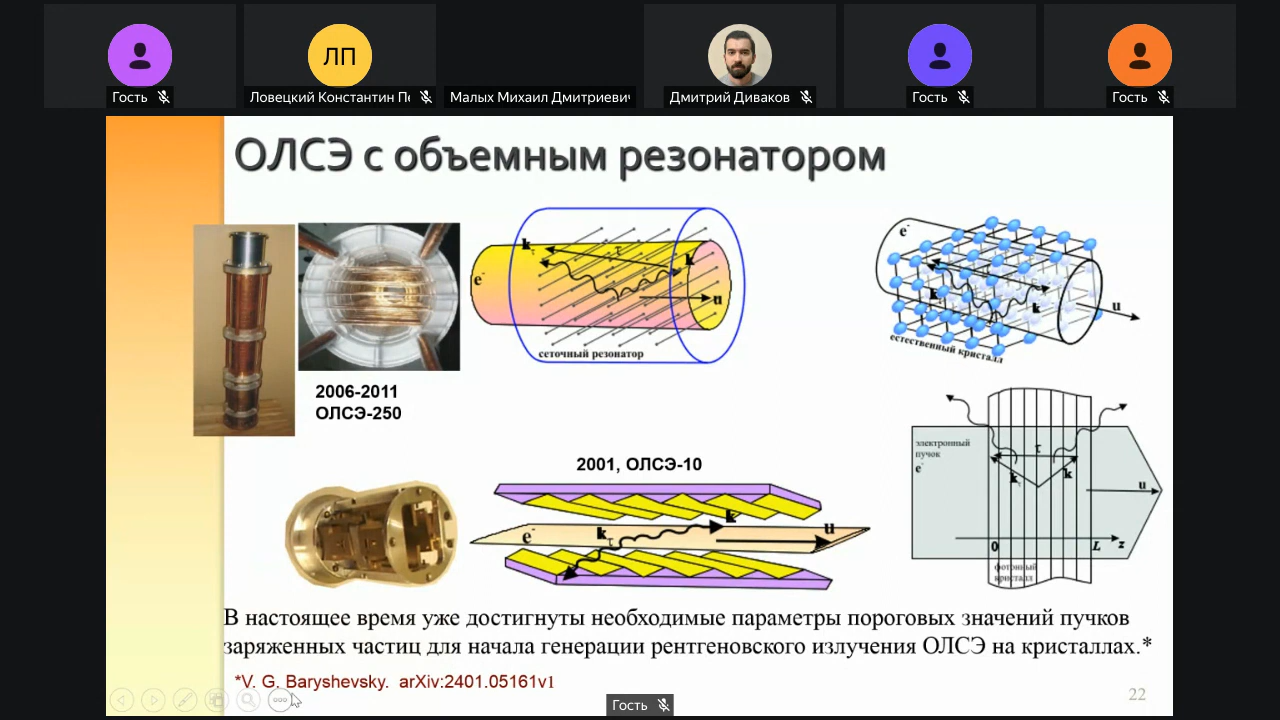 Гость
ЛП
Ловецкий Константин Пе
Малых Михаил Дмитриевич
Дмитрий Диваков
Гость
Гость
ОЛСЭ с объемным резонатором
e⁻
k τ
τ
k
u
сеточный резонатор
e⁻
k
k
u
естественный кристалл
2006-2011
ОЛСЭ-250
2001, ОЛСЭ-10
e⁻
k τ
k
u
электронный
пучок
e⁻
τ
k
k
u
0
L
z
фотонный
кристалл
В настоящее время уже достигнуты необходимые параметры пороговых значений пучков
заряженных частиц для начала генерации рентгеновского излучения ОЛСЭ на кристаллах.*
*V. G. Baryshevsky. arXiv:2401.05161v1
22
Гость